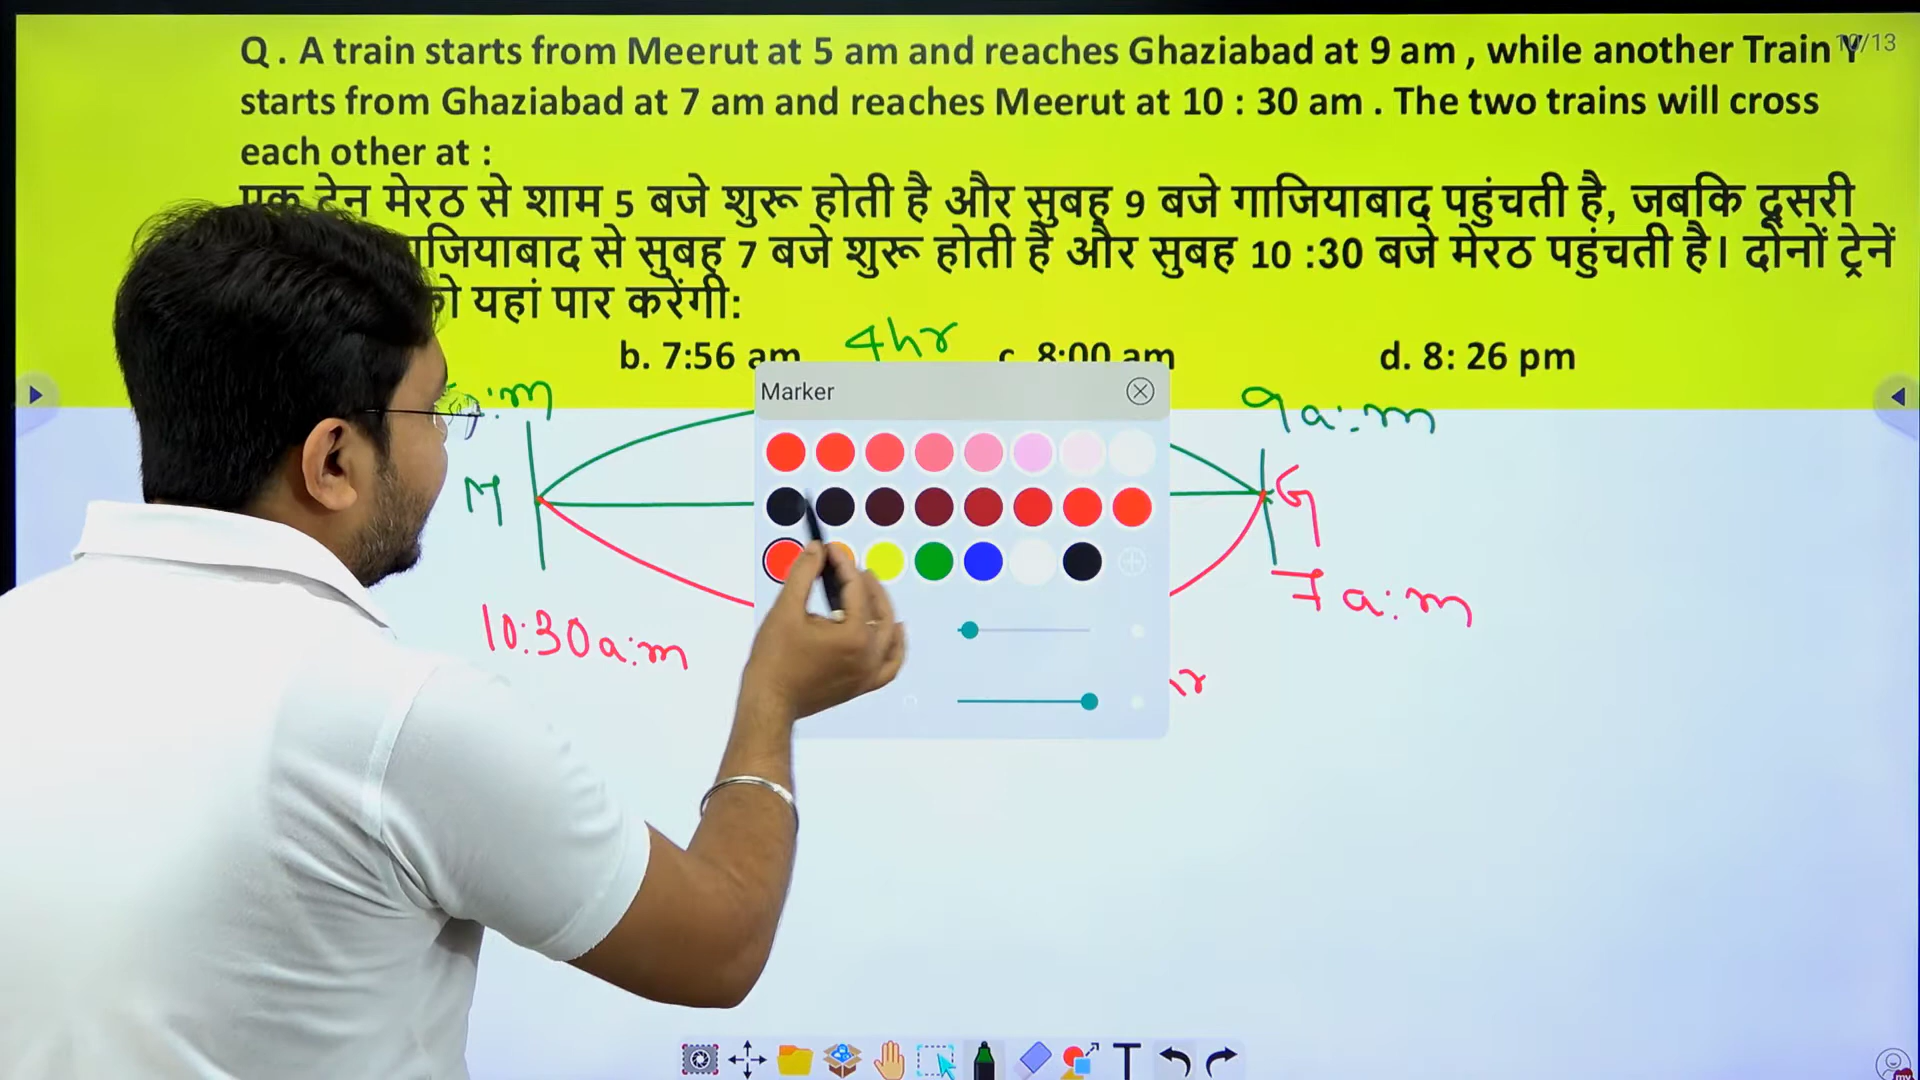 Q . A train starts from Meerut at 5 am and reaches Ghaziabad at 9 am , while another Train Y
10/13
starts from Ghaziabad at 7 am and reaches Meerut at 10 : 30 am . The two trains will cross
each other at :
एक ट्रेन मेरठ से शाम 5 बजे शुरू होती है और सुबह 9 बजे गाजियाबाद पहुंचती है, जबकि दूसरी
गाजियाबाद से सुबह 7 बजे शुरू होती है और सुबह 10 :30 बजे मेरठ पहुंचती है। दोनों ट्रेनें
को यहां पार करेंगी:
4hr
b. 7:56 am c. 8:00 am d. 8: 26 pm
Marker
:m
9a:m
M
G
7 a:m
10:30a:m
hr
T